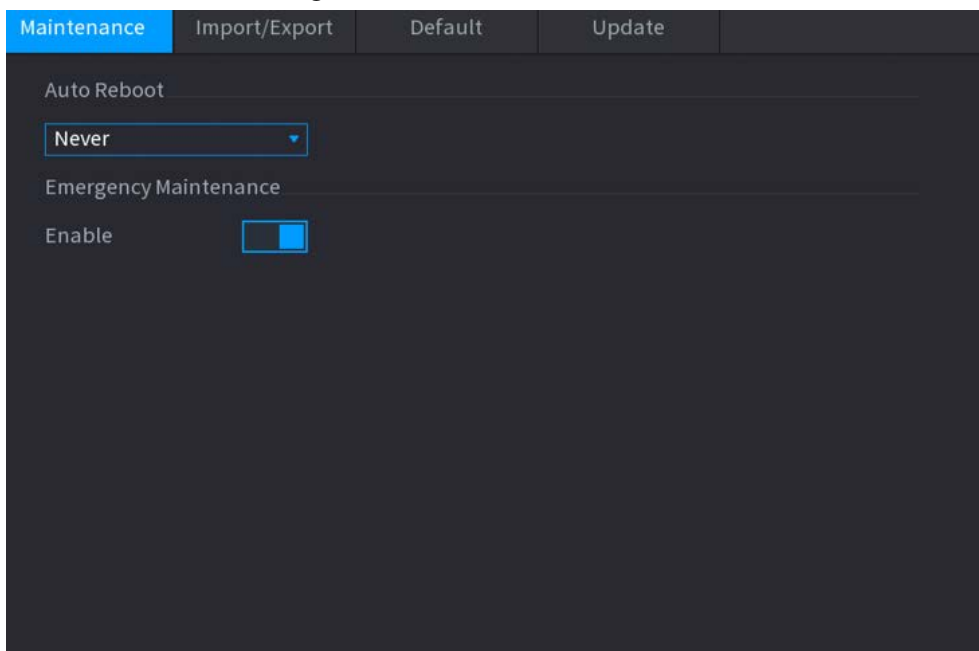 Maintenance Import/Export Default Update
Auto Reboot
Never
Emergency Maintenance
Enable